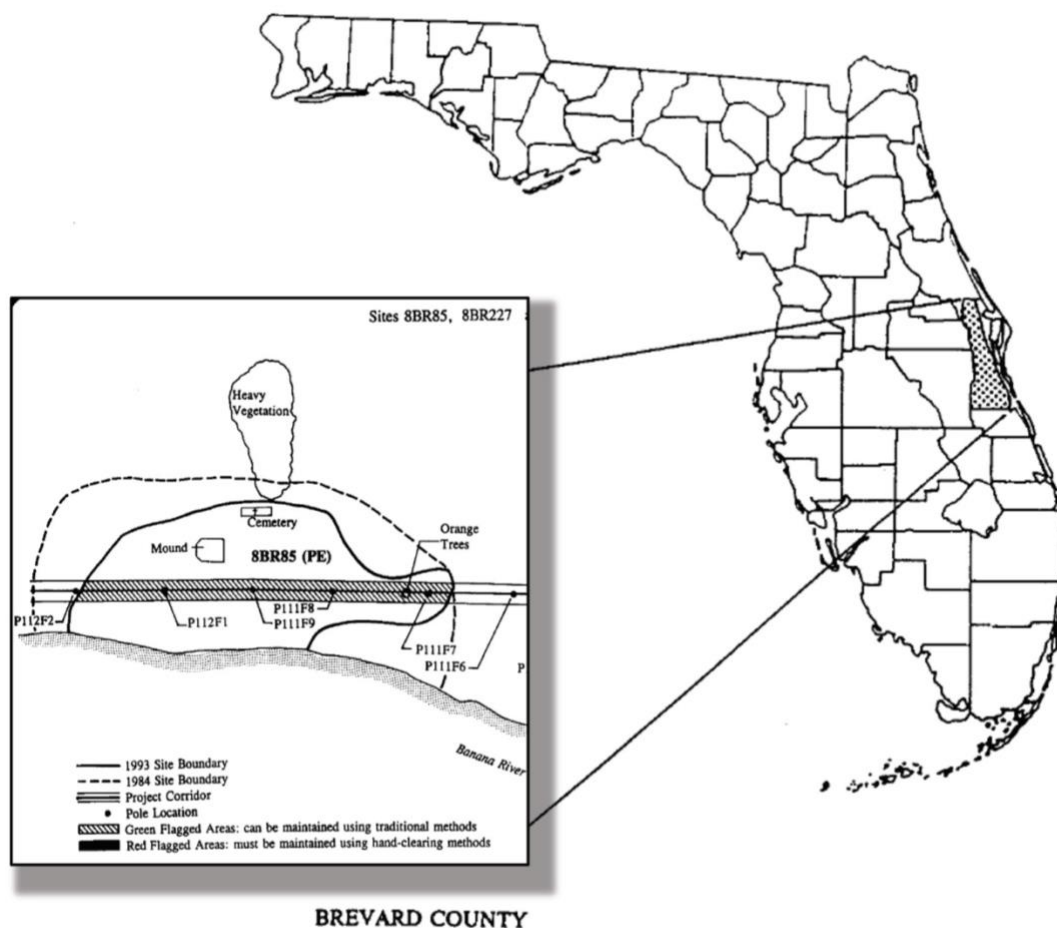 Sites 8BR85, 8BR227
Heavy
Vegetation
Cemetery
Orange
Trees
Mound
8BR85 (PE)
P112F2
P112F1
P111F8
P111F9
P111F7
P111F6
P
Banana River
1993 Site Boundary
1984 Site Boundary
Project Corridor
Pole Location
Green Flagged Areas: can be maintained using traditional methods
Red Flagged Areas: must be maintained using hand-clearing methods
BREVARD COUNTY